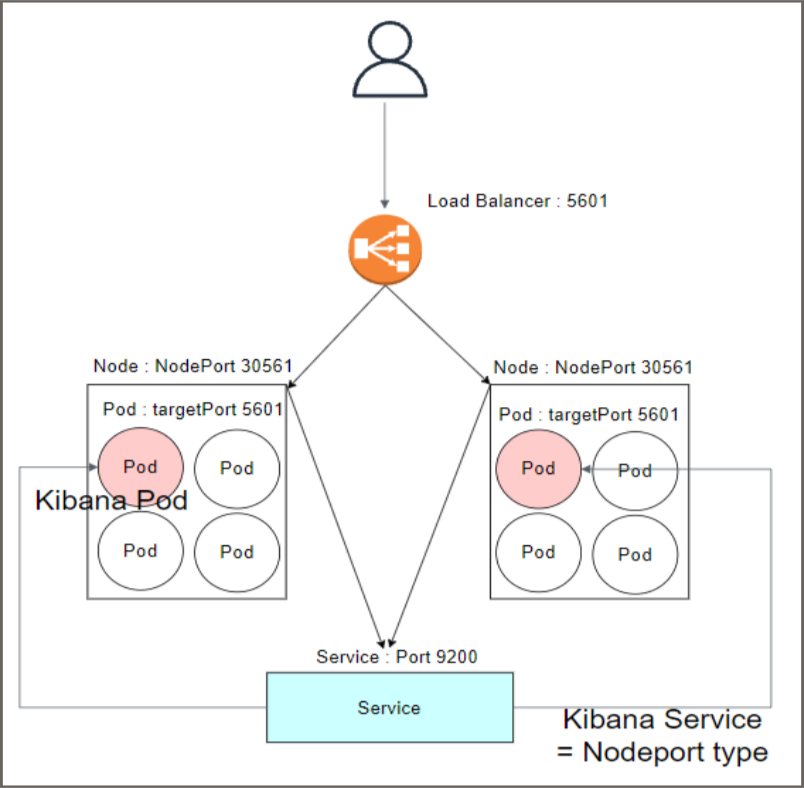 Load Balancer : 5601
Node : NodePort 30561
Node : NodePort 30561
Pod : targetPort 5601
Pod : targetPort 5601
Pod
Pod
Pod
Pod
Kibana Pod
Pod
Pod
Pod
Pod
Service : Port 9200
Service
Kibana Service
= Nodeport type